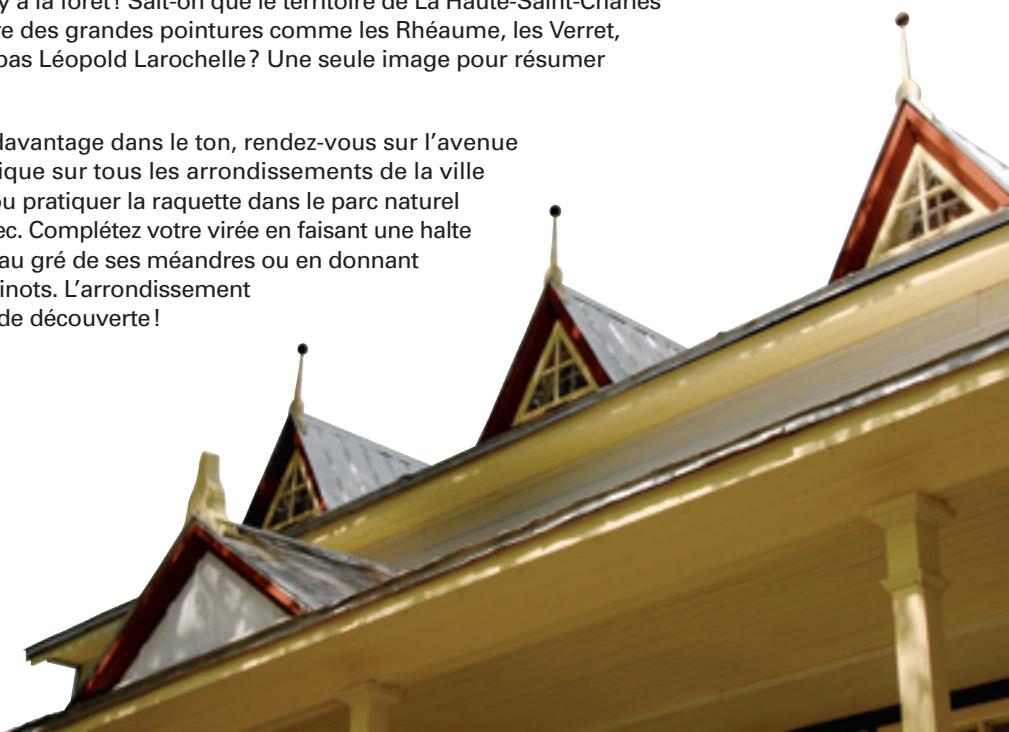 y à la forêt ! Sait-on que le territoire de La Haute-Saint-Charles
re des grandes pointures comme les Rhéaume, les Verret,
pas Léopold Larochelle ? Une seule image pour résumer
davantage dans le ton, rendez-vous sur l’avenue
ique sur tous les arrondissements de la ville
ou pratiquer la raquette dans le parc naturel
ec. Complétez votre virée en faisant une halte
au gré de ses méandres ou en donnant
inots. L’arrondissement
de découverte !